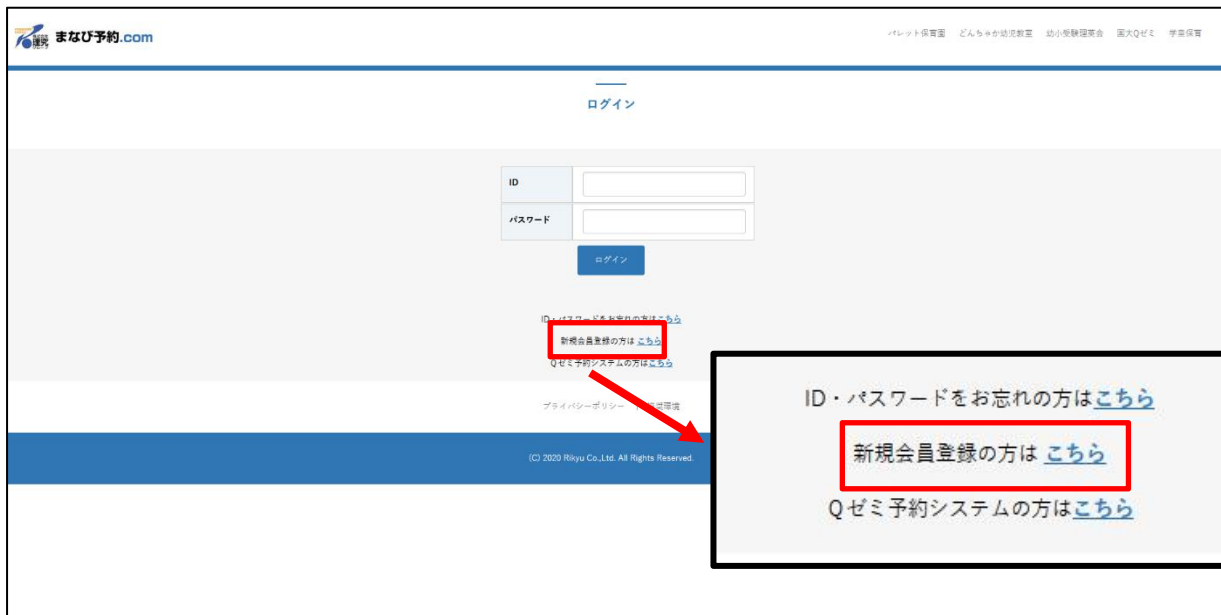 理究 まなび予約.com
パレット保育園 どんちゃか幼児教室 幼小受験理英会 国大Qゼミ 学童保育
ログイン
ID
パスワード
ログイン
ID・パスワードをお忘れの方はこちら
新規会員登録の方は こちら
Qゼミ予約システムの方はこちら
プライバシーポリシー
(C) 2020 Rikyu Co.,Ltd. All Rights Reserved.
ID・パスワードをお忘れの方はこちら
新規会員登録の方は こちら
Qゼミ予約システムの方はこちら